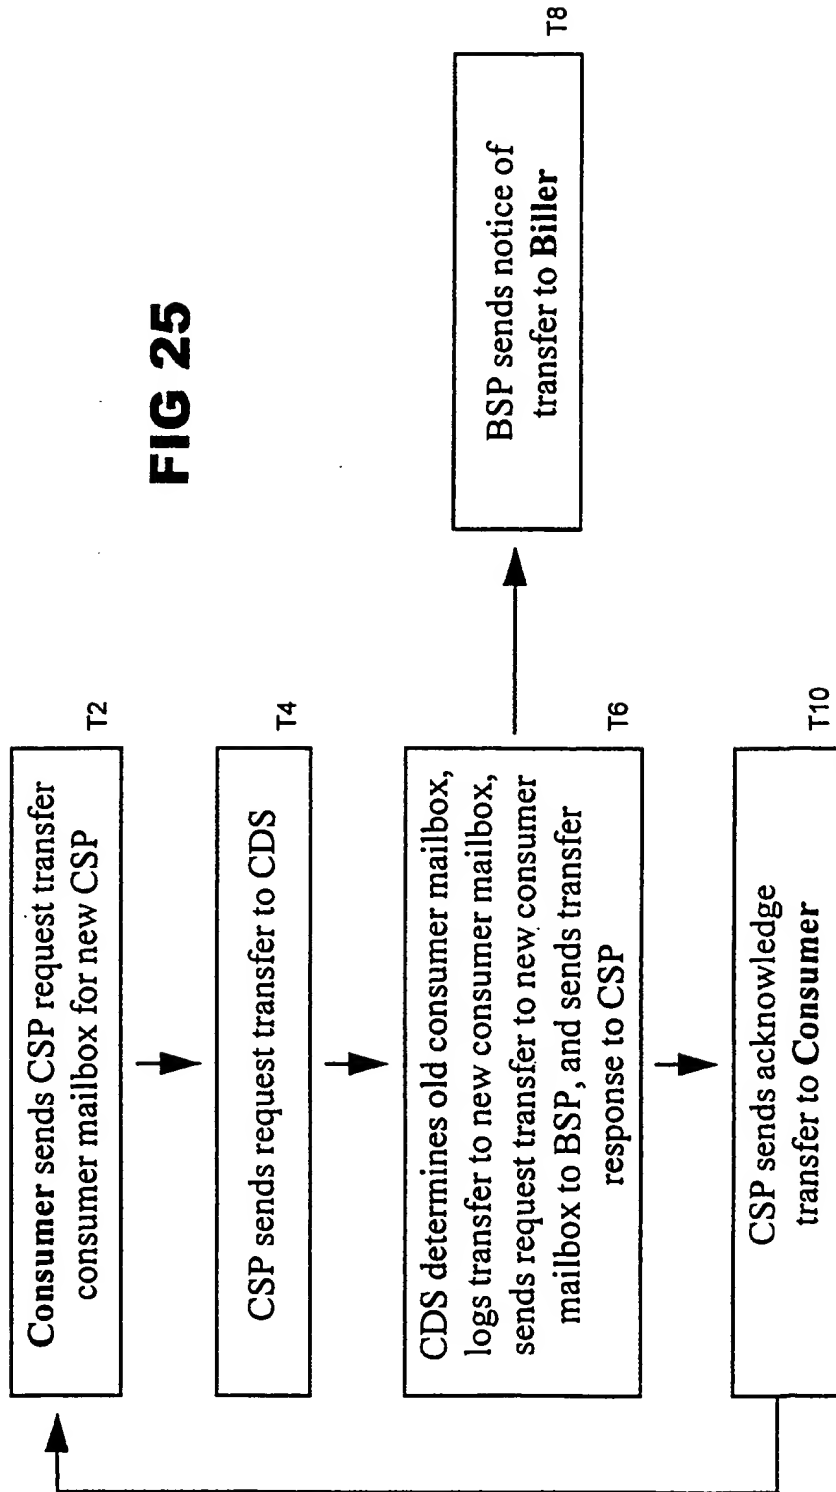 FIG 25
Consumer sends CSP request transfer
consumer mailbox for new CSP
T2
CSP sends request transfer to CDS
T4
CDS determines old consumer mailbox,
logs transfer to new consumer mailbox,
sends request transfer to new consumer
mailbox to BSP, and sends transfer
response to CSP
T6
BSP sends notice of
transfer to Biller
T8
CSP sends acknowledge
transfer to Consumer
T10